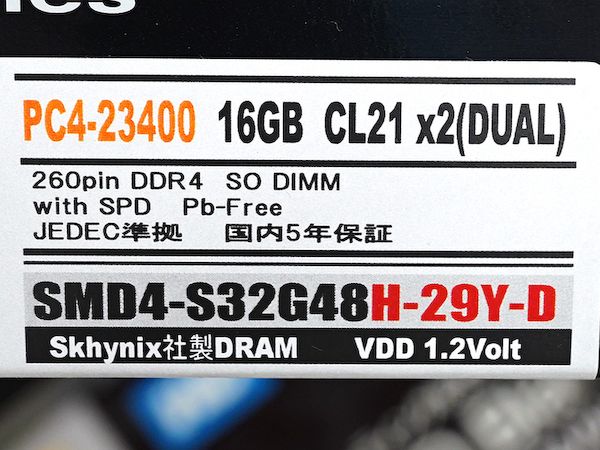 PC4-23400 16GB CL21 x2(DUAL)
260pin DDR4 SO DIMM
with SPD Pb-Free
JEDEC準拠 国内5年保証
SMD4-S32G48H-29Y-D
Skhynix社製DRAM VDD 1.2Volt